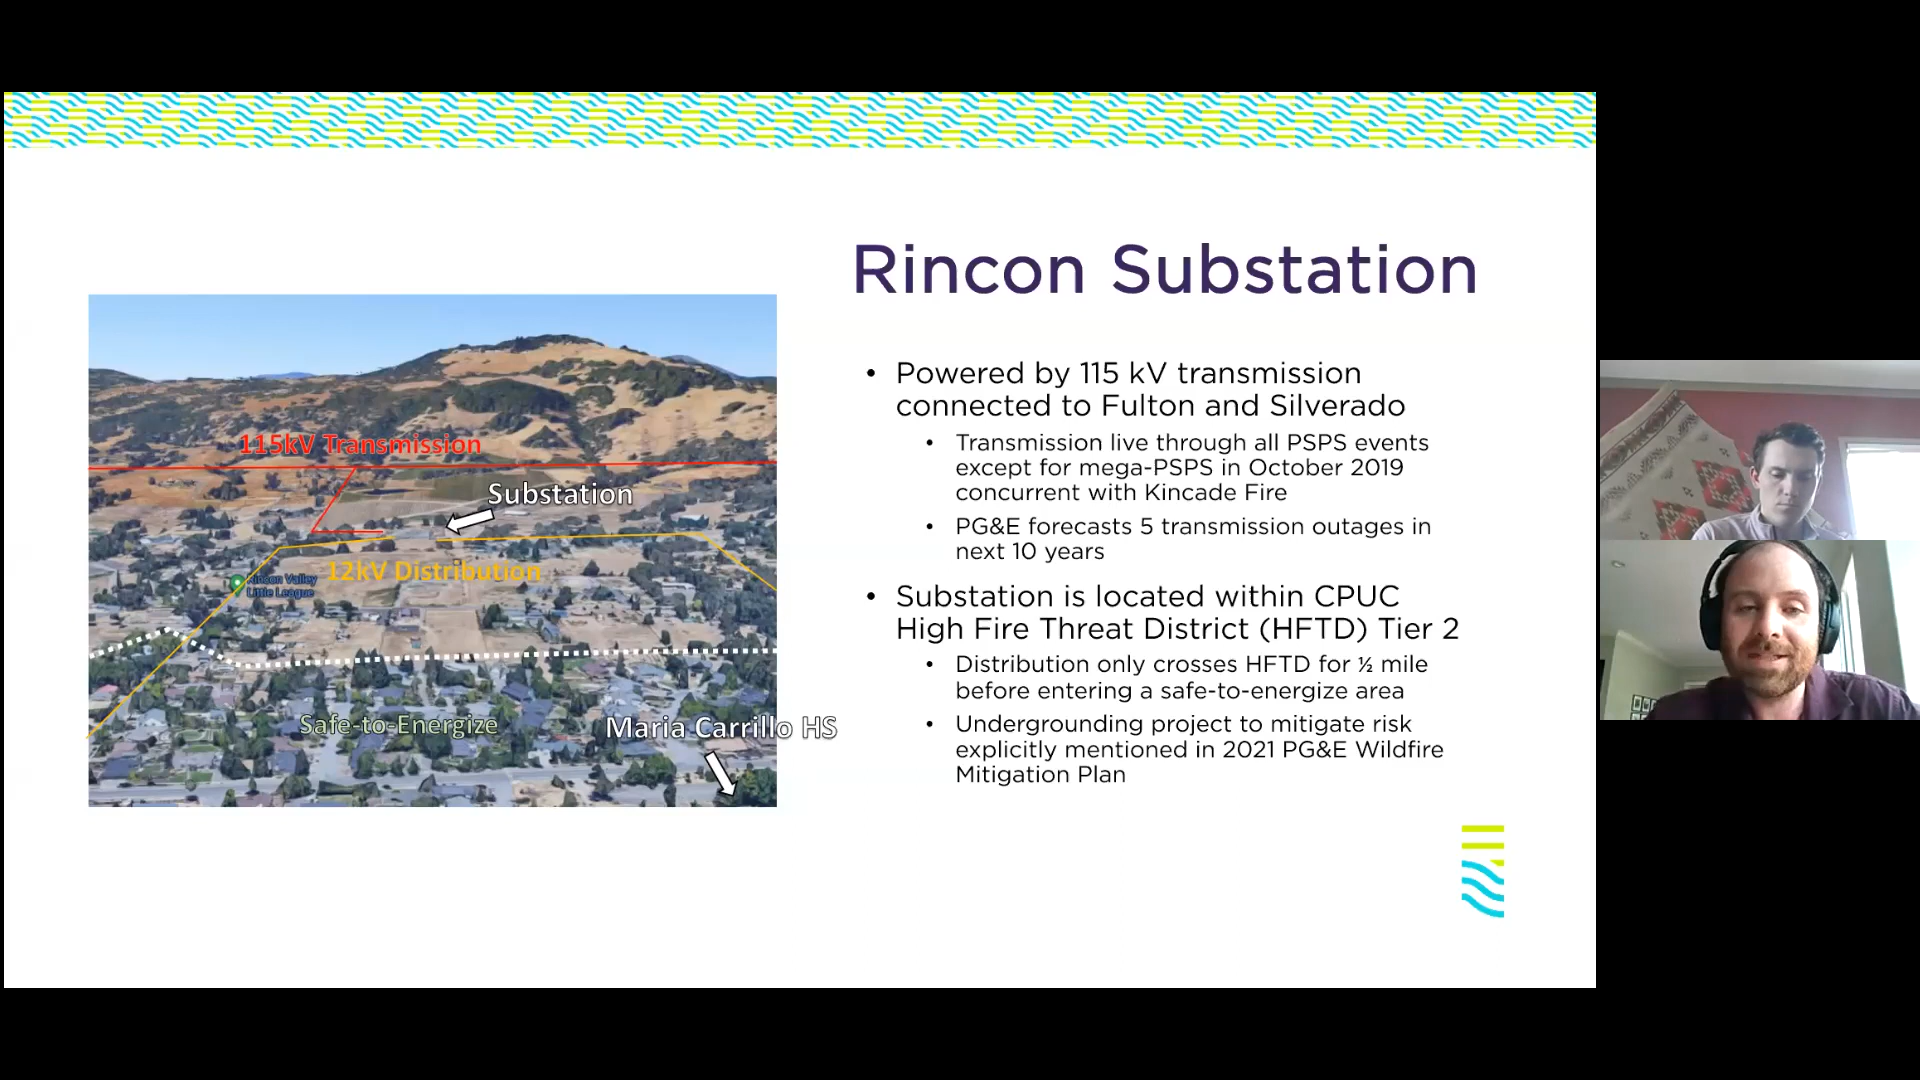 Rincon Substation
115kV Transmission
Substation
12kV Distribution
Rincon Valley
Little League
Safe-to-Energize
Maria Carrillo HS
• Powered by 115 kV transmission
connected to Fulton and Silverado
• Transmission live through all PSPS events
except for mega-PSPS in October 2019
concurrent with Kincade Fire
• PG&E forecasts 5 transmission outages in
next 10 years
• Substation is located within CPUC
High Fire Threat District (HFTD) Tier 2
• Distribution only crosses HFTD for ½ mile
before entering a safe-to-energize area
• Undergrounding project to mitigate risk
explicitly mentioned in 2021 PG&E Wildfire
Mitigation Plan